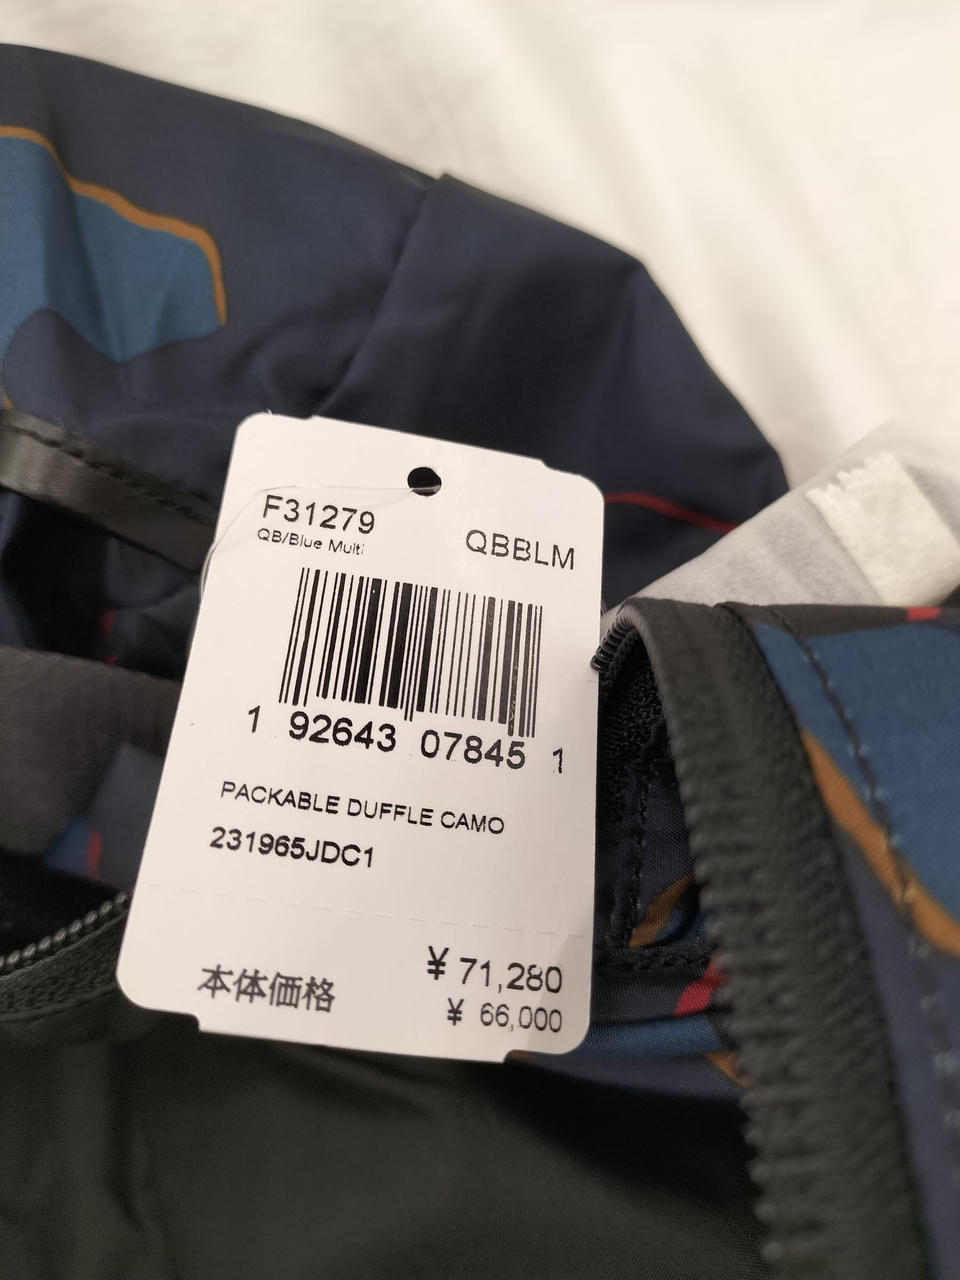 F31279
QB/Blue Multi
QBBLM
1 92643 07845 1
PACKABLE DUFFLE CAMO
231965JDC1
¥ 71,280
本体価格 ¥ 66,000